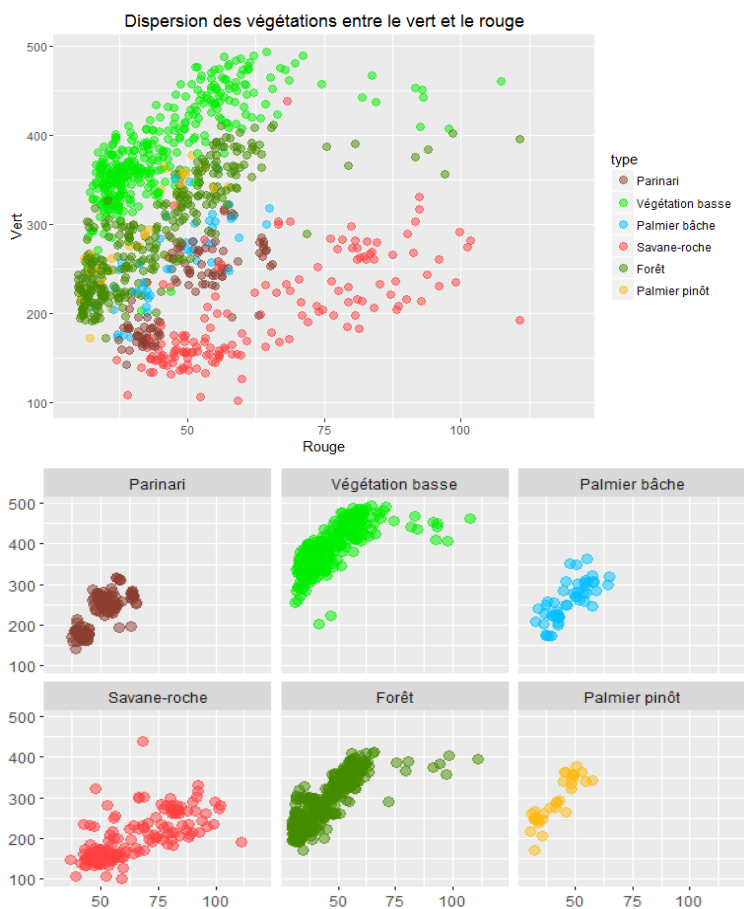 Dispersion des végétations entre le vert et le rouge
500
400
300
200
100
Vert
50
75
100
Rouge
type
Parinari
Végétation basse
Palmier bâche
Savane-roche
Forêt
Palmier pinôt
Parinari
Végétation basse
Palmier bâche
500
400
300
200
100
Savane-roche
Forêt
Palmier pinôt
500
400
300
200
100
50
75
100
50
75
100
50
75
100